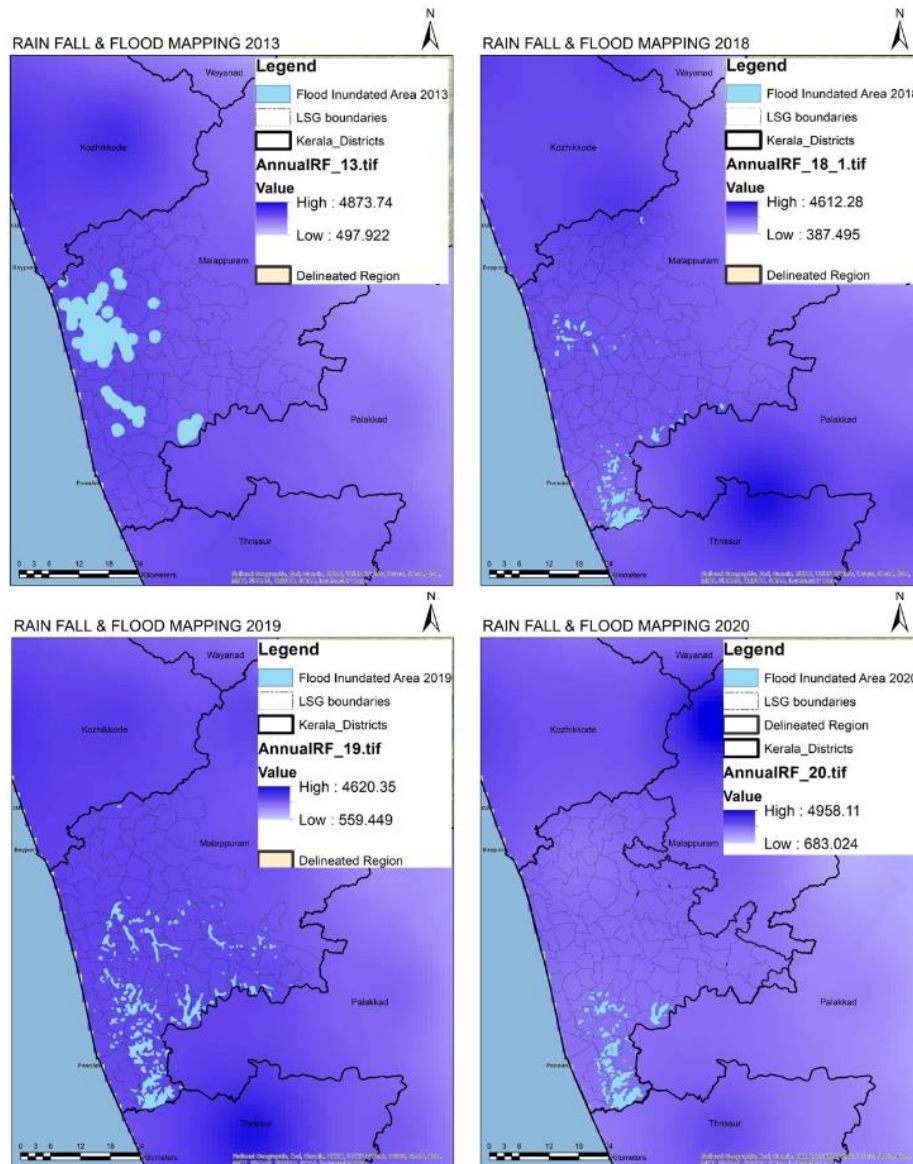 N
RAIN FALL & FLOOD MAPPING 2013
Wayanad
Kozhikkode
Malappuram
Palakkad
Thrissur
Legend
Flood Inundated Area 2013
LSG boundaries
Kerala_Districts
AnnualRF_13.tif
Value
High : 4873.74
Low : 497.922
Delineated Region
0 3 6 12 18 24
Kilometers
N
RAIN FALL & FLOOD MAPPING 2018
Wayanad
Kozhikkode
Malappuram
Palakkad
Thrissur
Legend
Flood Inundated Area 2018
LSG boundaries
Kerala_Districts
AnnualRF_18_1.tif
Value
High : 4612.28
Low : 387.495
Delineated Region
0 3 6 12 18 24
Kilometers
N
RAIN FALL & FLOOD MAPPING 2019
Wayanad
Kozhikkode
Malappuram
Palakkad
Thrissur
Legend
Flood Inundated Area 2019
LSG boundaries
Kerala_Districts
AnnualRF_19.tif
Value
High : 4620.35
Low : 559.449
Delineated Region
0 3 6 12 18 24
Kilometers
N
RAIN FALL & FLOOD MAPPING 2020
Wayanad
Kozhikkode
Malappuram
Palakkad
Thrissur
Legend
Flood Inundated Area 2020
LSG boundaries
Delineated Region
Kerala_Districts
AnnualRF_20.tif
Value
High : 4958.11
Low : 683.024
0 3 6 12 18 24
Kilometers